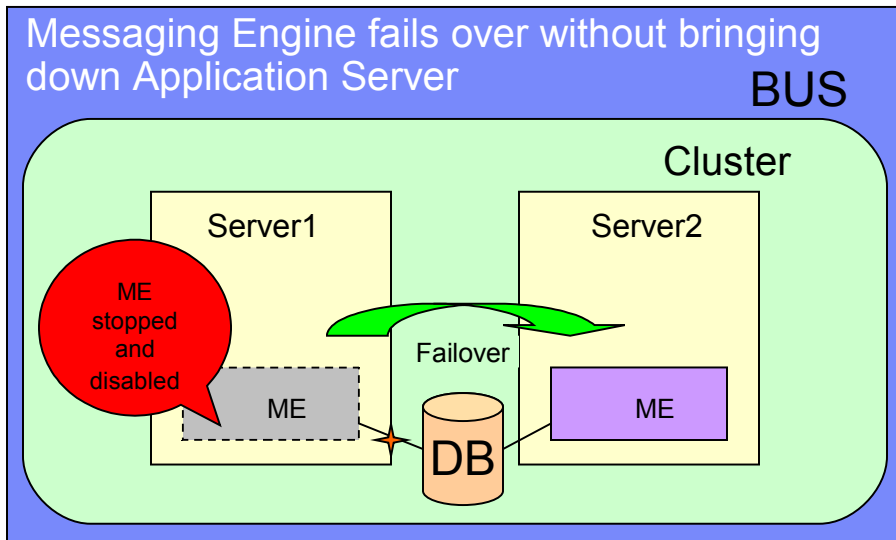 Messaging Engine fails over without bringing
down Application Server
BUS
Cluster
Server1
Server2
ME
stopped
and
disabled
Failover
ME
DB
ME